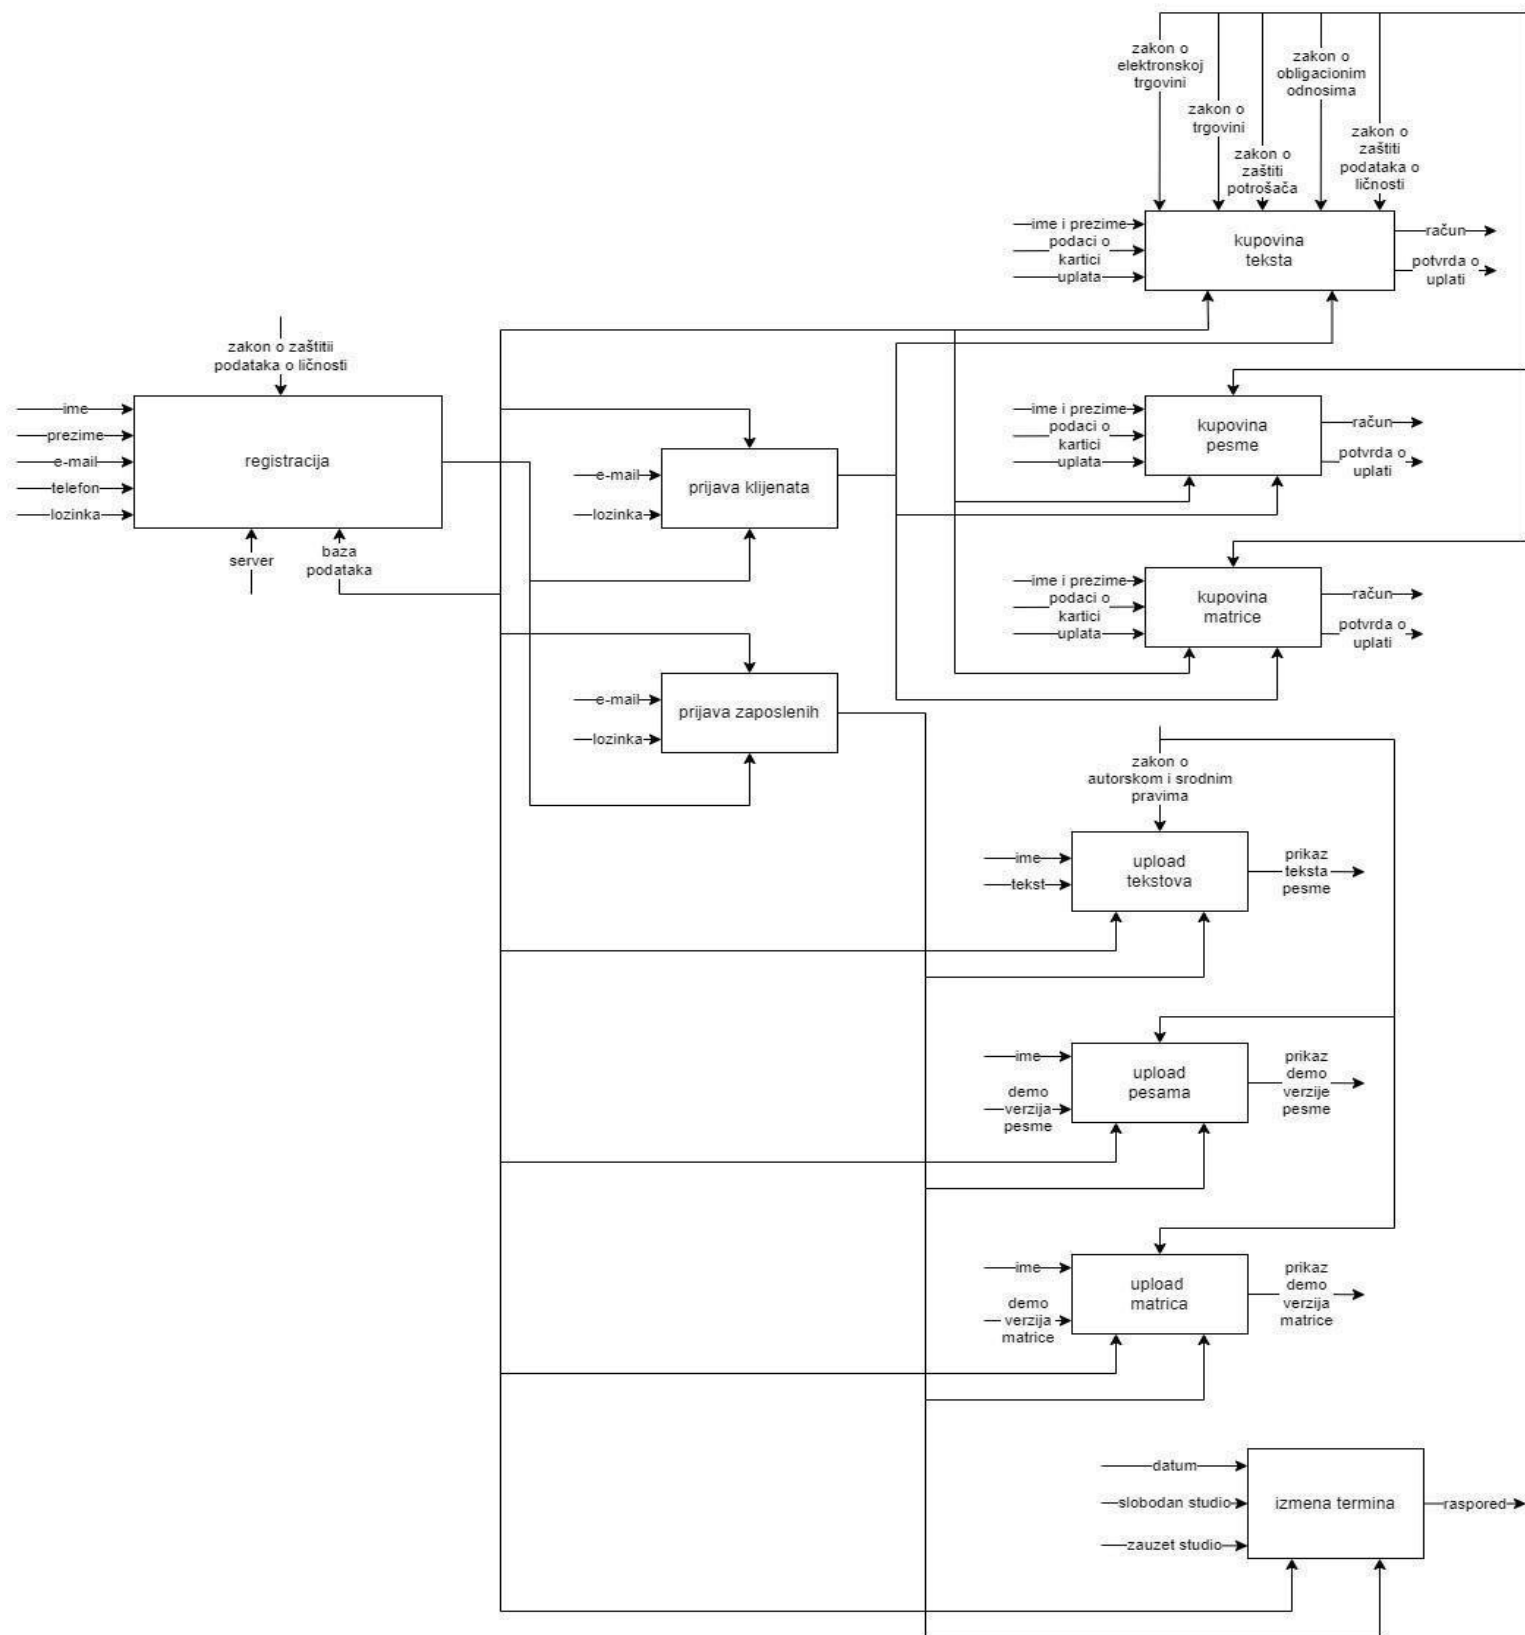 zakon o
elektronskoj
trgovini
zakon o
trgovini
zakon o
zaštiti
potrošača
zakon o
obligacionim
odnosima
zakon o
zaštiti
podataka o
ličnosti
ime i prezime
podaci o
kartici
uplata
kupovina
teksta
račun
potvrda o
uplati
zakon o zaštitii
podataka o ličnosti
ime
prezime
e-mail
telefon
lozinka
registracija
server
baza
podataka
e-mail
lozinka
prijava klijenata
ime i prezime
podaci o
kartici
uplata
kupovina
pesme
račun
potvrda o
uplati
ime i prezime
podaci o
kartici
uplata
kupovina
matrice
račun
potvrda o
uplati
e-mail
lozinka
prijava zaposlenih
zakon o
autorskom i srodnim
pravima
ime
tekst
upload
tekstova
prikaz
teksta
pesme
ime
demo
verzija
pesme
upload
pesama
prikaz
demo
verzije
pesme
ime
demo
verzija
matrice
upload
matrica
prikaz
demo
verzija
matrice
datum
slobodan studio
zauzet studio
izmena termina
raspored